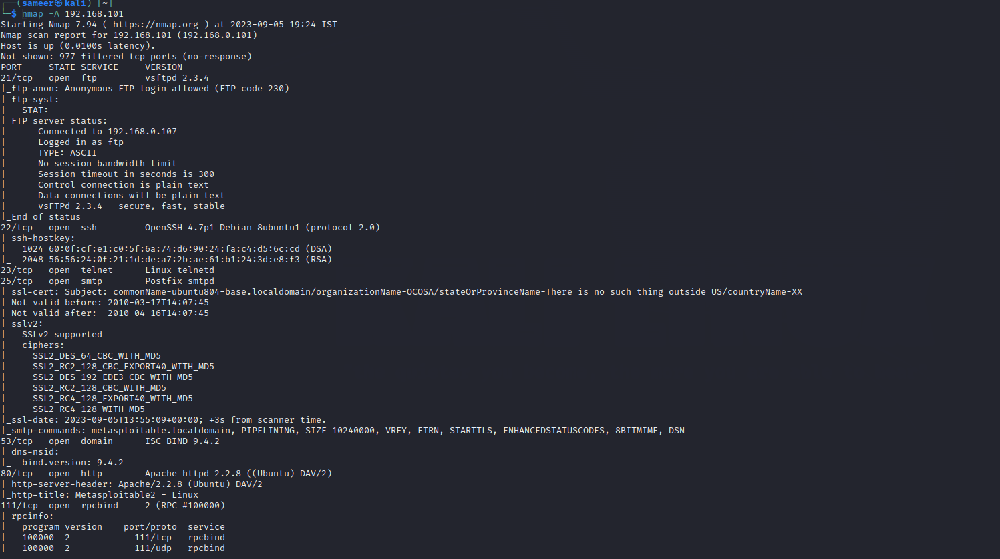 ┌──(sameer㉿kali)-[~]
└─$ nmap -A 192.168.101
Starting Nmap 7.94 ( https://nmap.org ) at 2023-09-05 19:24 IST
Nmap scan report for 192.168.101 (192.168.0.101)
Host is up (0.0100s latency).
Not shown: 977 filtered tcp ports (no-response)
PORT     STATE SERVICE     VERSION
21/tcp   open  ftp         vsftpd 2.3.4
|_ftp-anon: Anonymous FTP login allowed (FTP code 230)
| ftp-syst:
|   STAT:
| FTP server status:
|      Connected to 192.168.0.107
|      Logged in as ftp
|      TYPE: ASCII
|      No session bandwidth limit
|      Session timeout in seconds is 300
|      Control connection is plain text
|      Data connections will be plain text
|      vsFTPd 2.3.4 - secure, fast, stable
|_End of status
22/tcp   open  ssh         OpenSSH 4.7p1 Debian 8ubuntu1 (protocol 2.0)
| ssh-hostkey:
|   1024 60:0f:cf:e1:c0:5f:6a:74:d6:90:24:fa:c4:d5:6c:cd (DSA)
|_  2048 56:56:24:0f:21:1d:de:a7:2b:ae:61:b1:24:3d:e8:f3 (RSA)
23/tcp   open  telnet      Linux telnetd
25/tcp   open  smtp        Postfix smtpd
| ssl-cert: Subject: commonName=ubuntu804-base.localdomain/organizationName=OCOSA/stateOrProvinceName=There is no such thing outside US/countryName=XX
| Not valid before: 2010-03-17T14:07:45
|_Not valid after:  2010-04-16T14:07:45
| sslv2:
|   SSLv2 supported
|   ciphers:
|     SSL2_DES_64_CBC_WITH_MD5
|     SSL2_RC2_128_CBC_EXPORT40_WITH_MD5
|     SSL2_DES_192_EDE3_CBC_WITH_MD5
|     SSL2_RC2_128_CBC_WITH_MD5
|     SSL2_RC4_128_EXPORT40_WITH_MD5
|_    SSL2_RC4_128_WITH_MD5
|_ssl-date: 2023-09-05T13:55:09+00:00; +3s from scanner time.
|_smtp-commands: metasploitable.localdomain, PIPELINING, SIZE 10240000, VRFY, ETRN, STARTTLS, ENHANCEDSTATUSCODES, 8BITMIME, DSN
53/tcp   open  domain      ISC BIND 9.4.2
| dns-nsid:
|_  bind.version: 9.4.2
80/tcp   open  http        Apache httpd 2.2.8 ((Ubuntu) DAV/2)
|_http-server-header: Apache/2.2.8 (Ubuntu) DAV/2
|_http-title: Metasploitable2 - Linux
111/tcp  open  rpcbind     2 (RPC #100000)
| rpcinfo:
|   program version    port/proto  service
|   100000  2            111/tcp   rpcbind
|   100000  2            111/udp   rpcbind